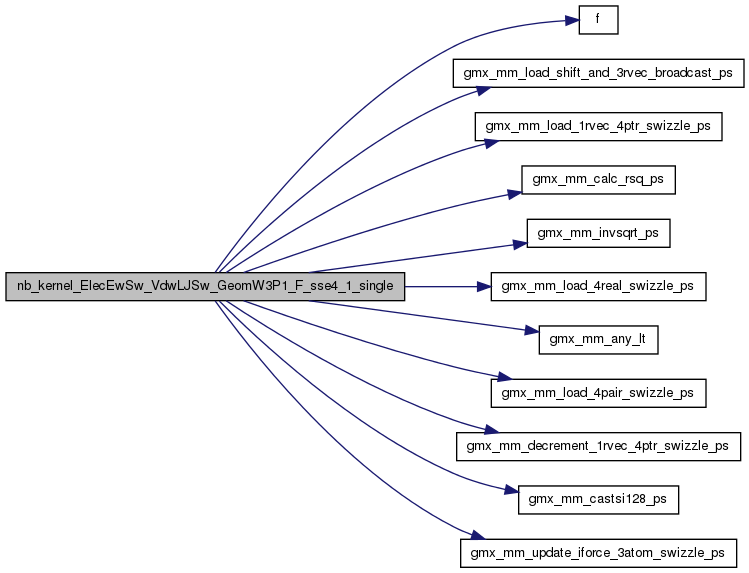 f
gmx_mm_load_shift_and_3rvec_broadcast_ps
gmx_mm_load_1rvec_4ptr_swizzle_ps
gmx_mm_calc_rsq_ps
gmx_mm_invsqrt_ps
nb_kernel_ElecEwSw_VdwLJSw_GeomW3P1_F_sse4_1_single
gmx_mm_load_4real_swizzle_ps
gmx_mm_any_lt
gmx_mm_load_4pair_swizzle_ps
gmx_mm_decrement_1rvec_4ptr_swizzle_ps
gmx_mm_castsi128_ps
gmx_mm_update_iforce_3atom_swizzle_ps